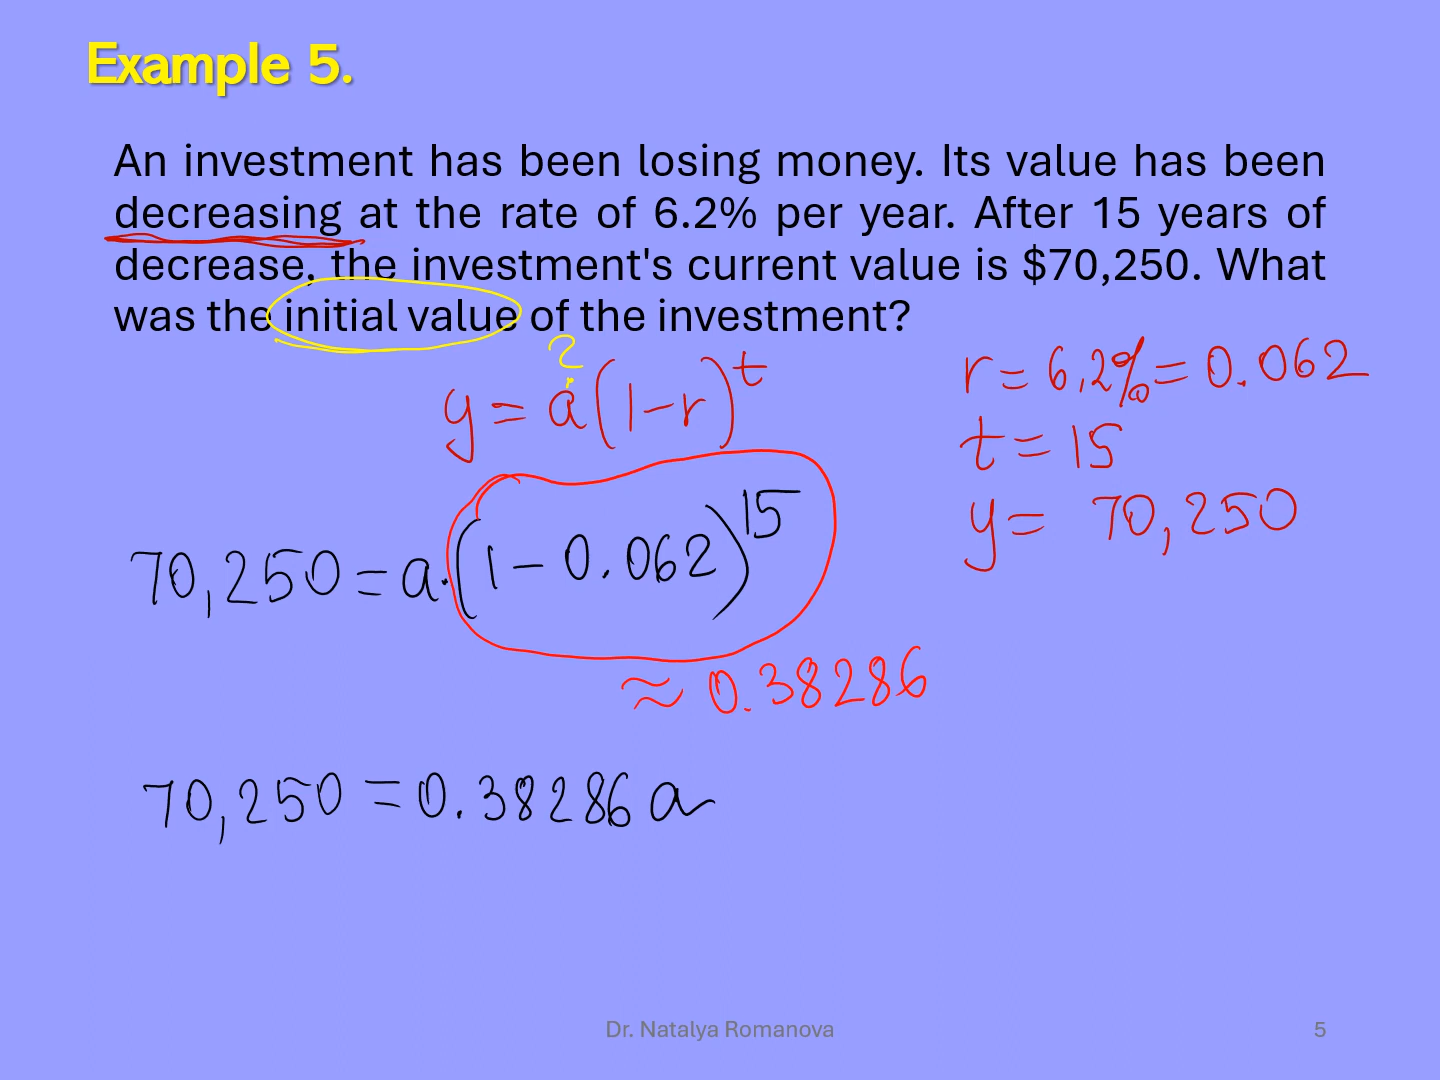 Example 5.
An investment has been losing money. Its value has been
decreasing at the rate of 6.2% per year. After 15 years of
decrease, the investment's current value is $70,250. What
was the initial value of the investment?
?
y = a(1-r)^t
r = 6.2% = 0.062
t = 15
y = 70,250
70,250 = a·(1 - 0.062)^15
≈ 0.38286
70,250 = 0.38286 a
Dr. Natalya Romanova
5